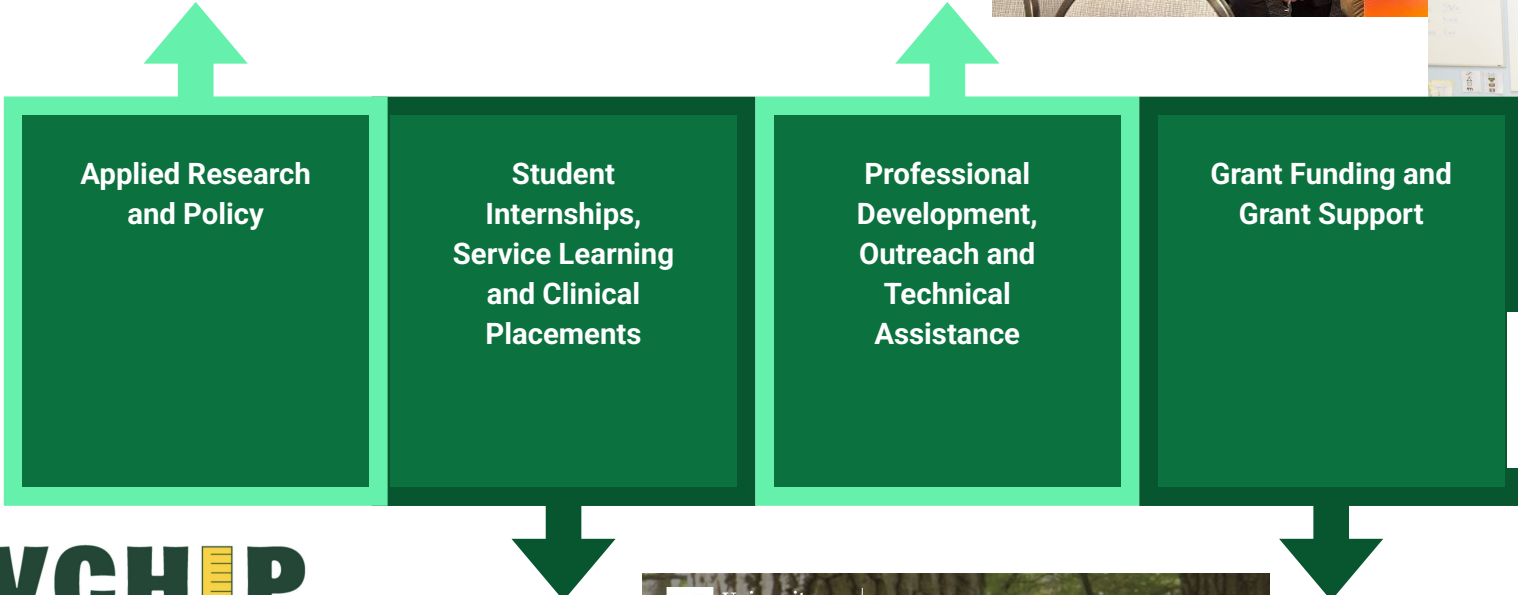 Applied Research
and Policy
Student
Internships,
Service Learning
and Clinical
Placements
Professional
Development,
Outreach and
Technical
Assistance
Grant Funding and
Grant Support
VCHIP